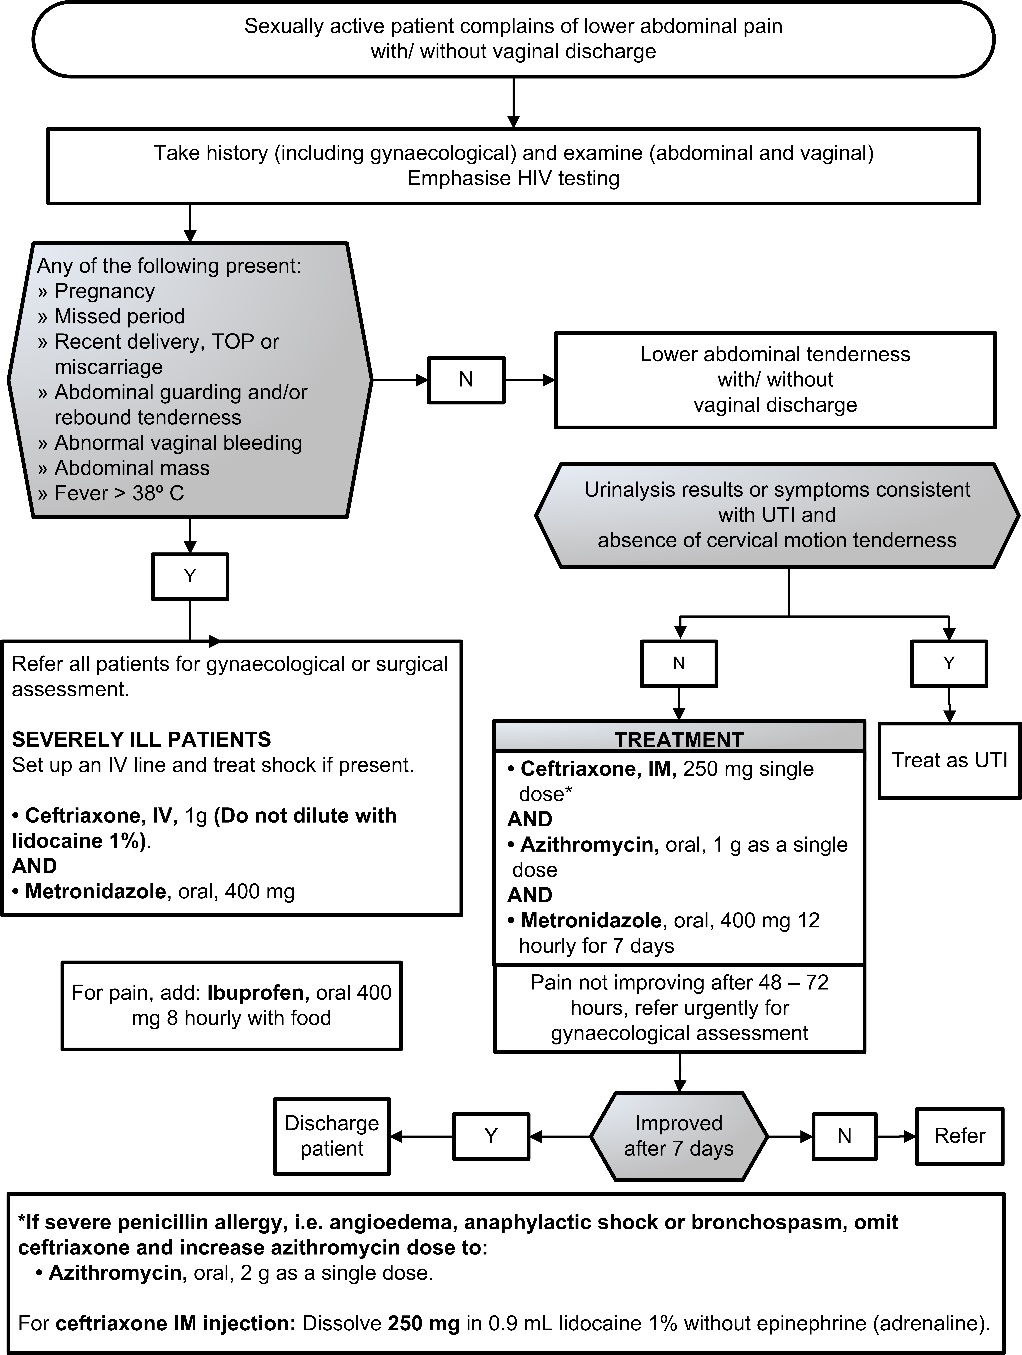 Sexually active patient complains of lower abdominal pain
with/ without vaginal discharge
Take history (including gynaecological) and examine (abdominal and vaginal)
Emphasise HIV testing
Any of the following present:
» Pregnancy
» Missed period
» Recent delivery, TOP or
miscarriage
» Abdominal guarding and/or
rebound tenderness
» Abnormal vaginal bleeding
» Abdominal mass
» Fever > 38º C
N
Lower abdominal tenderness
with/ without
vaginal discharge
Urinalysis results or symptoms consistent
with UTI and
absence of cervical motion tenderness
Y
Refer all patients for gynaecological or surgical
assessment.
SEVERELY ILL PATIENTS
Set up an IV line and treat shock if present.
• Ceftriaxone, IV, 1g (Do not dilute with
lidocaine 1%).
AND
• Metronidazole, oral, 400 mg
For pain, add: Ibuprofen, oral 400
mg 8 hourly with food
N
Y
Treat as UTI
TREATMENT
• Ceftriaxone, IM, 250 mg single
dose*
AND
• Azithromycin, oral, 1 g as a single
dose
AND
• Metronidazole, oral, 400 mg 12
hourly for 7 days
Pain not improving after 48 – 72
hours, refer urgently for
gynaecological assessment
Discharge
patient
Y
Improved
after 7 days
N
Refer
*If severe penicillin allergy, i.e. angioedema, anaphylactic shock or bronchospasm, omit
ceftriaxone and increase azithromycin dose to:
• Azithromycin, oral, 2 g as a single dose.
For ceftriaxone IM injection: Dissolve 250 mg in 0.9 mL lidocaine 1% without epinephrine (adrenaline).